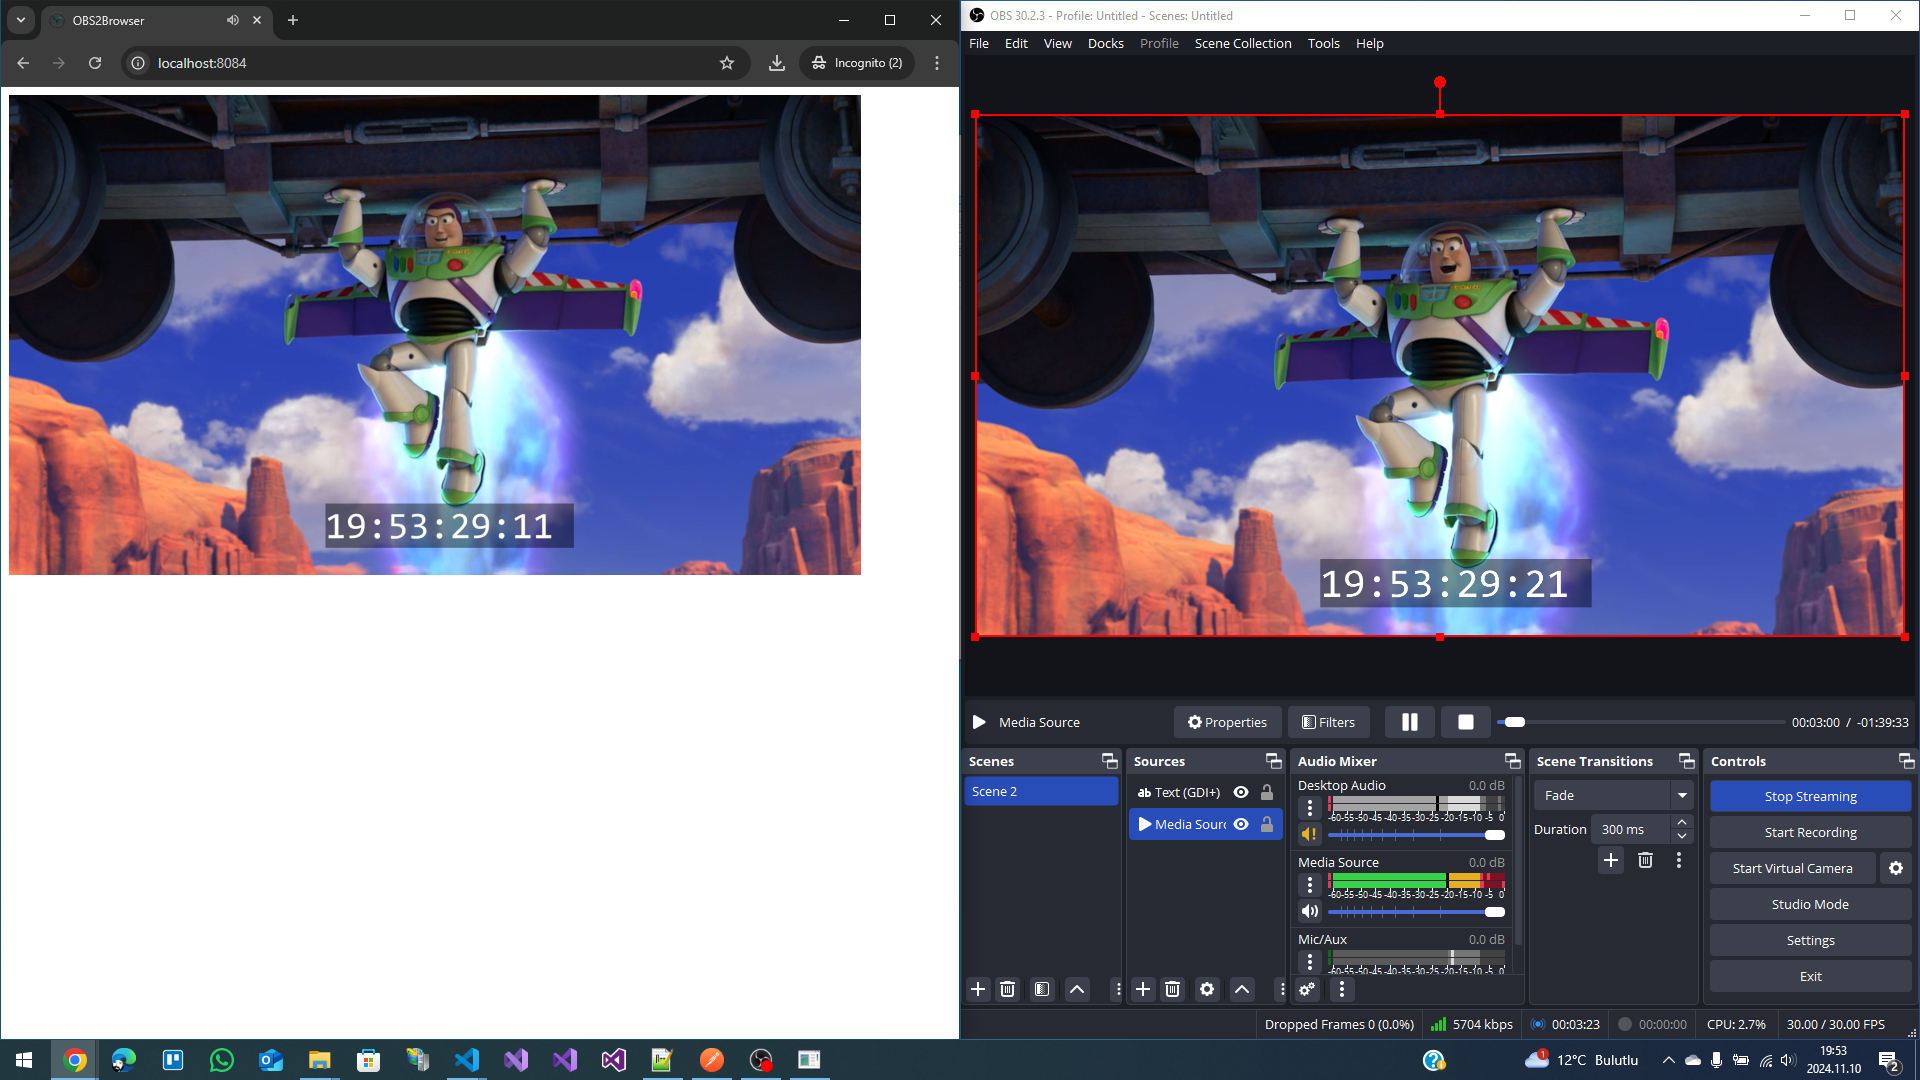 OBS2Browser
localhost:8084
Incognito (2)
19:53:29:11
OBS 30.2.3 - Profile: Untitled - Scenes: Untitled
File Edit View Docks Profile Scene Collection Tools Help
19:53:29:21
Media Source
Properties
Filters
00:03:00 / -01:39:33
Scenes
Scene 2
Sources
ab Text (GDI+)
Media Sourc
Audio Mixer
Desktop Audio 0.0 dB
-60-55-50-45-40-35-30-25-20-15-10-5 0
Media Source 0.0 dB
-60-55-50-45-40-35-30-25-20-15-10-5 0
Mic/Aux 0.0 dB
-60-55-50-45-40-35-30-25-20-15-10-5 0
Scene Transitions
Fade
Duration 300 ms
Controls
Stop Streaming
Start Recording
Start Virtual Camera
Studio Mode
Settings
Exit
Dropped Frames 0 (0.0%)
5704 kbps
00:03:23
00:00:00
CPU: 2.7%
30.00 / 30.00 FPS
1
12°C Bulutlu
19:53
2024.11.10
2